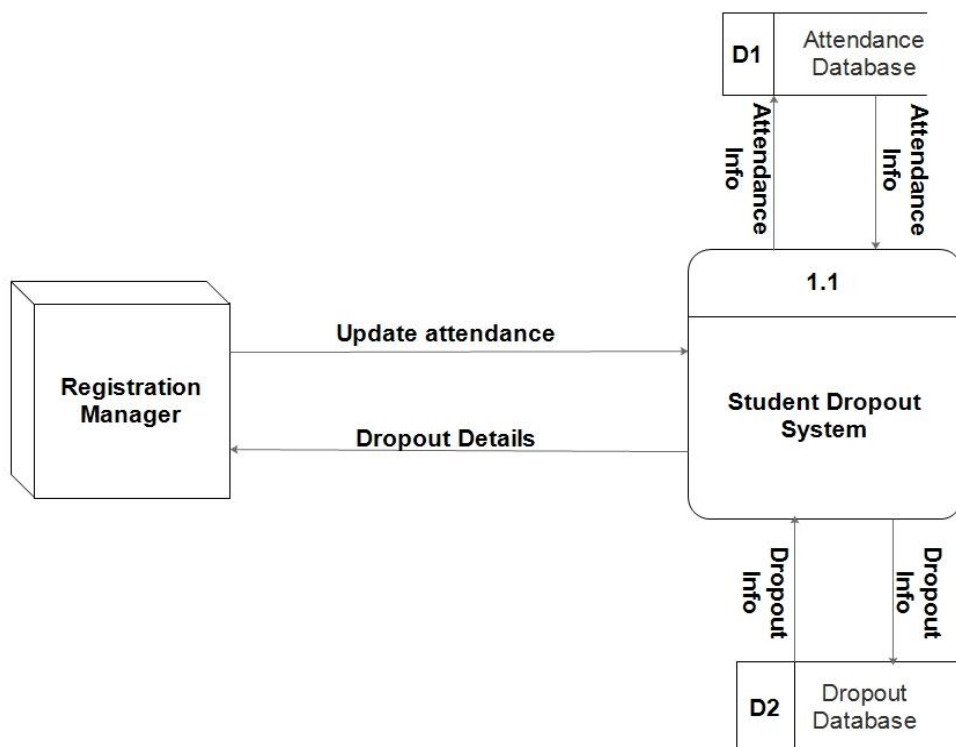 D1
Attendance
Database
Attendance
Info
Attendance
Info
1.1
Update attendance
Registration
Manager
Student Dropout
System
Dropout Details
Dropout
Info
Dropout
Info
D2
Dropout
Database